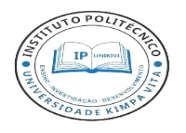 INSTITUTO POLITÉCNICO
IP UNIKIVI
ENSINO - INVESTIGAÇÃO - DESENVOLVIMENTO
UNIVERSIDADE KIMPA VITA